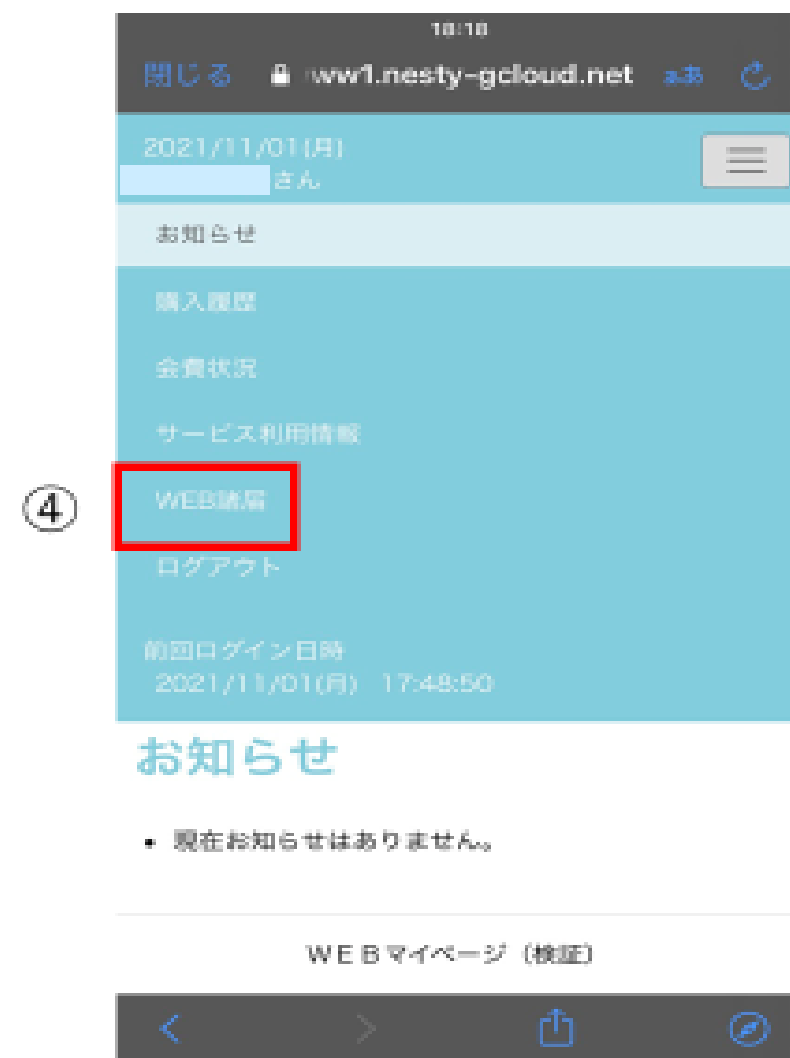 18:18
閉じる ww1.nesty-gcloud.net ぁあ
2021/11/01(月)
さん
お知らせ
購入履歴
会費状況
サービス利用情報
④ WEB諸届
ログアウト
前回ログイン日時
2021/11/01(月) 17:48:50
お知らせ
• 現在お知らせはありません。
WEBマイページ（検証）